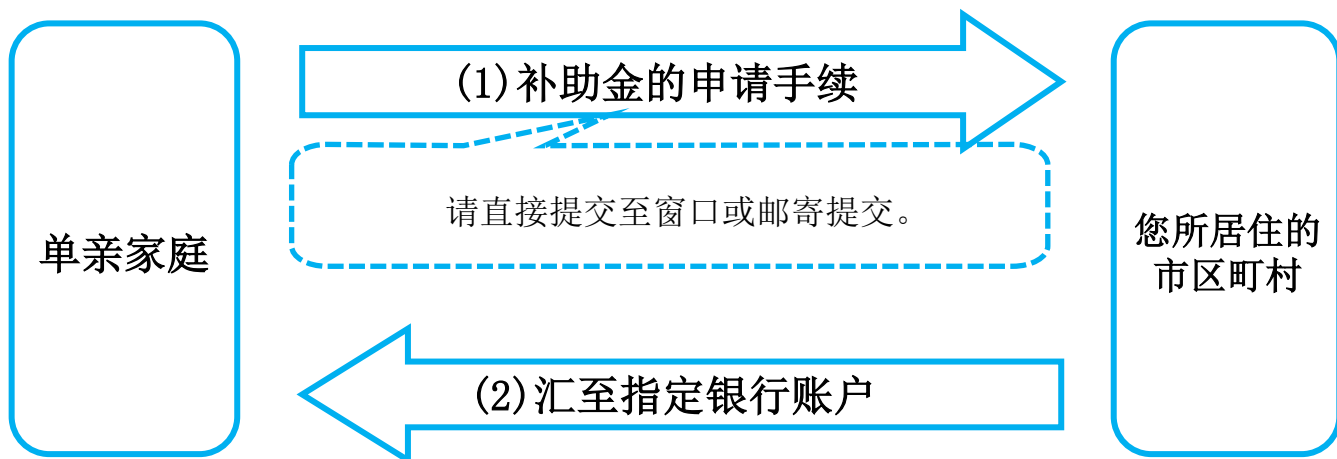 (1)补助金的申请手续
请直接提交至窗口或邮寄提交。
单亲家庭
您所居住的
市区町村
(2)汇至指定银行账户